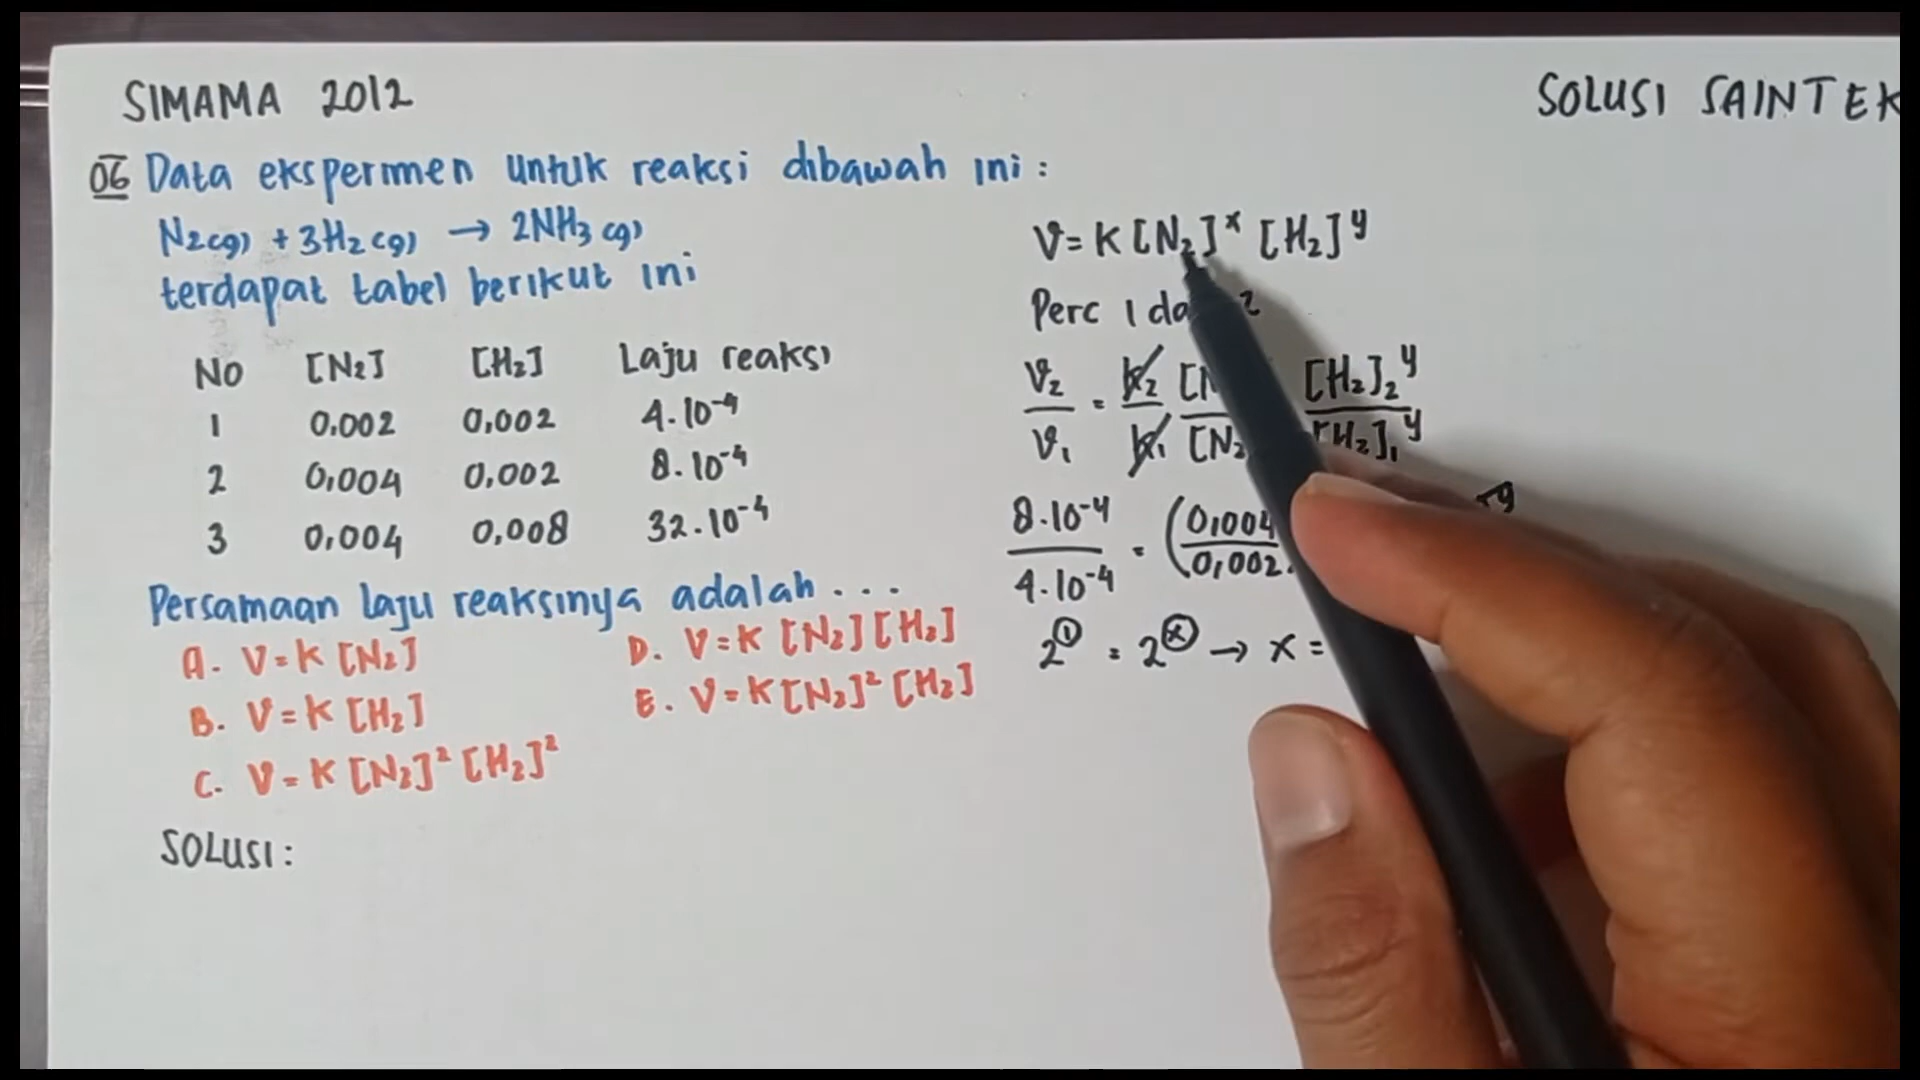 SIMAMA 2012
SOLUSI SAINTEK
06 Data eksperimen untuk reaksi dibawah ini :
N2(g) + 3H2(g) → 2NH3(g)
terdapat tabel berikut ini
No [N2] [H2] Laju reaksi
1 0,002 0,002 4.10⁻⁴
2 0,004 0,002 8.10⁻⁴
3 0,004 0,008 32.10⁻⁴
Persamaan laju reaksinya adalah ...
A. V = K [N2]
B. V = K [H2]
C. V = K [N2]² [H2]²
D. V = K [N2] [H2]
E. V = K [N2]² [H2]
SOLUSI :
V = K [N2]ˣ [H2]ʸ
Perc 1 2
V2 = K2 [H2]2ʸ
V1 K1 [N2 [H2]1ʸ
8.10⁻⁴ = (0,004
4.10⁻⁴ 0,002
2¹ = 2ˣ → x =